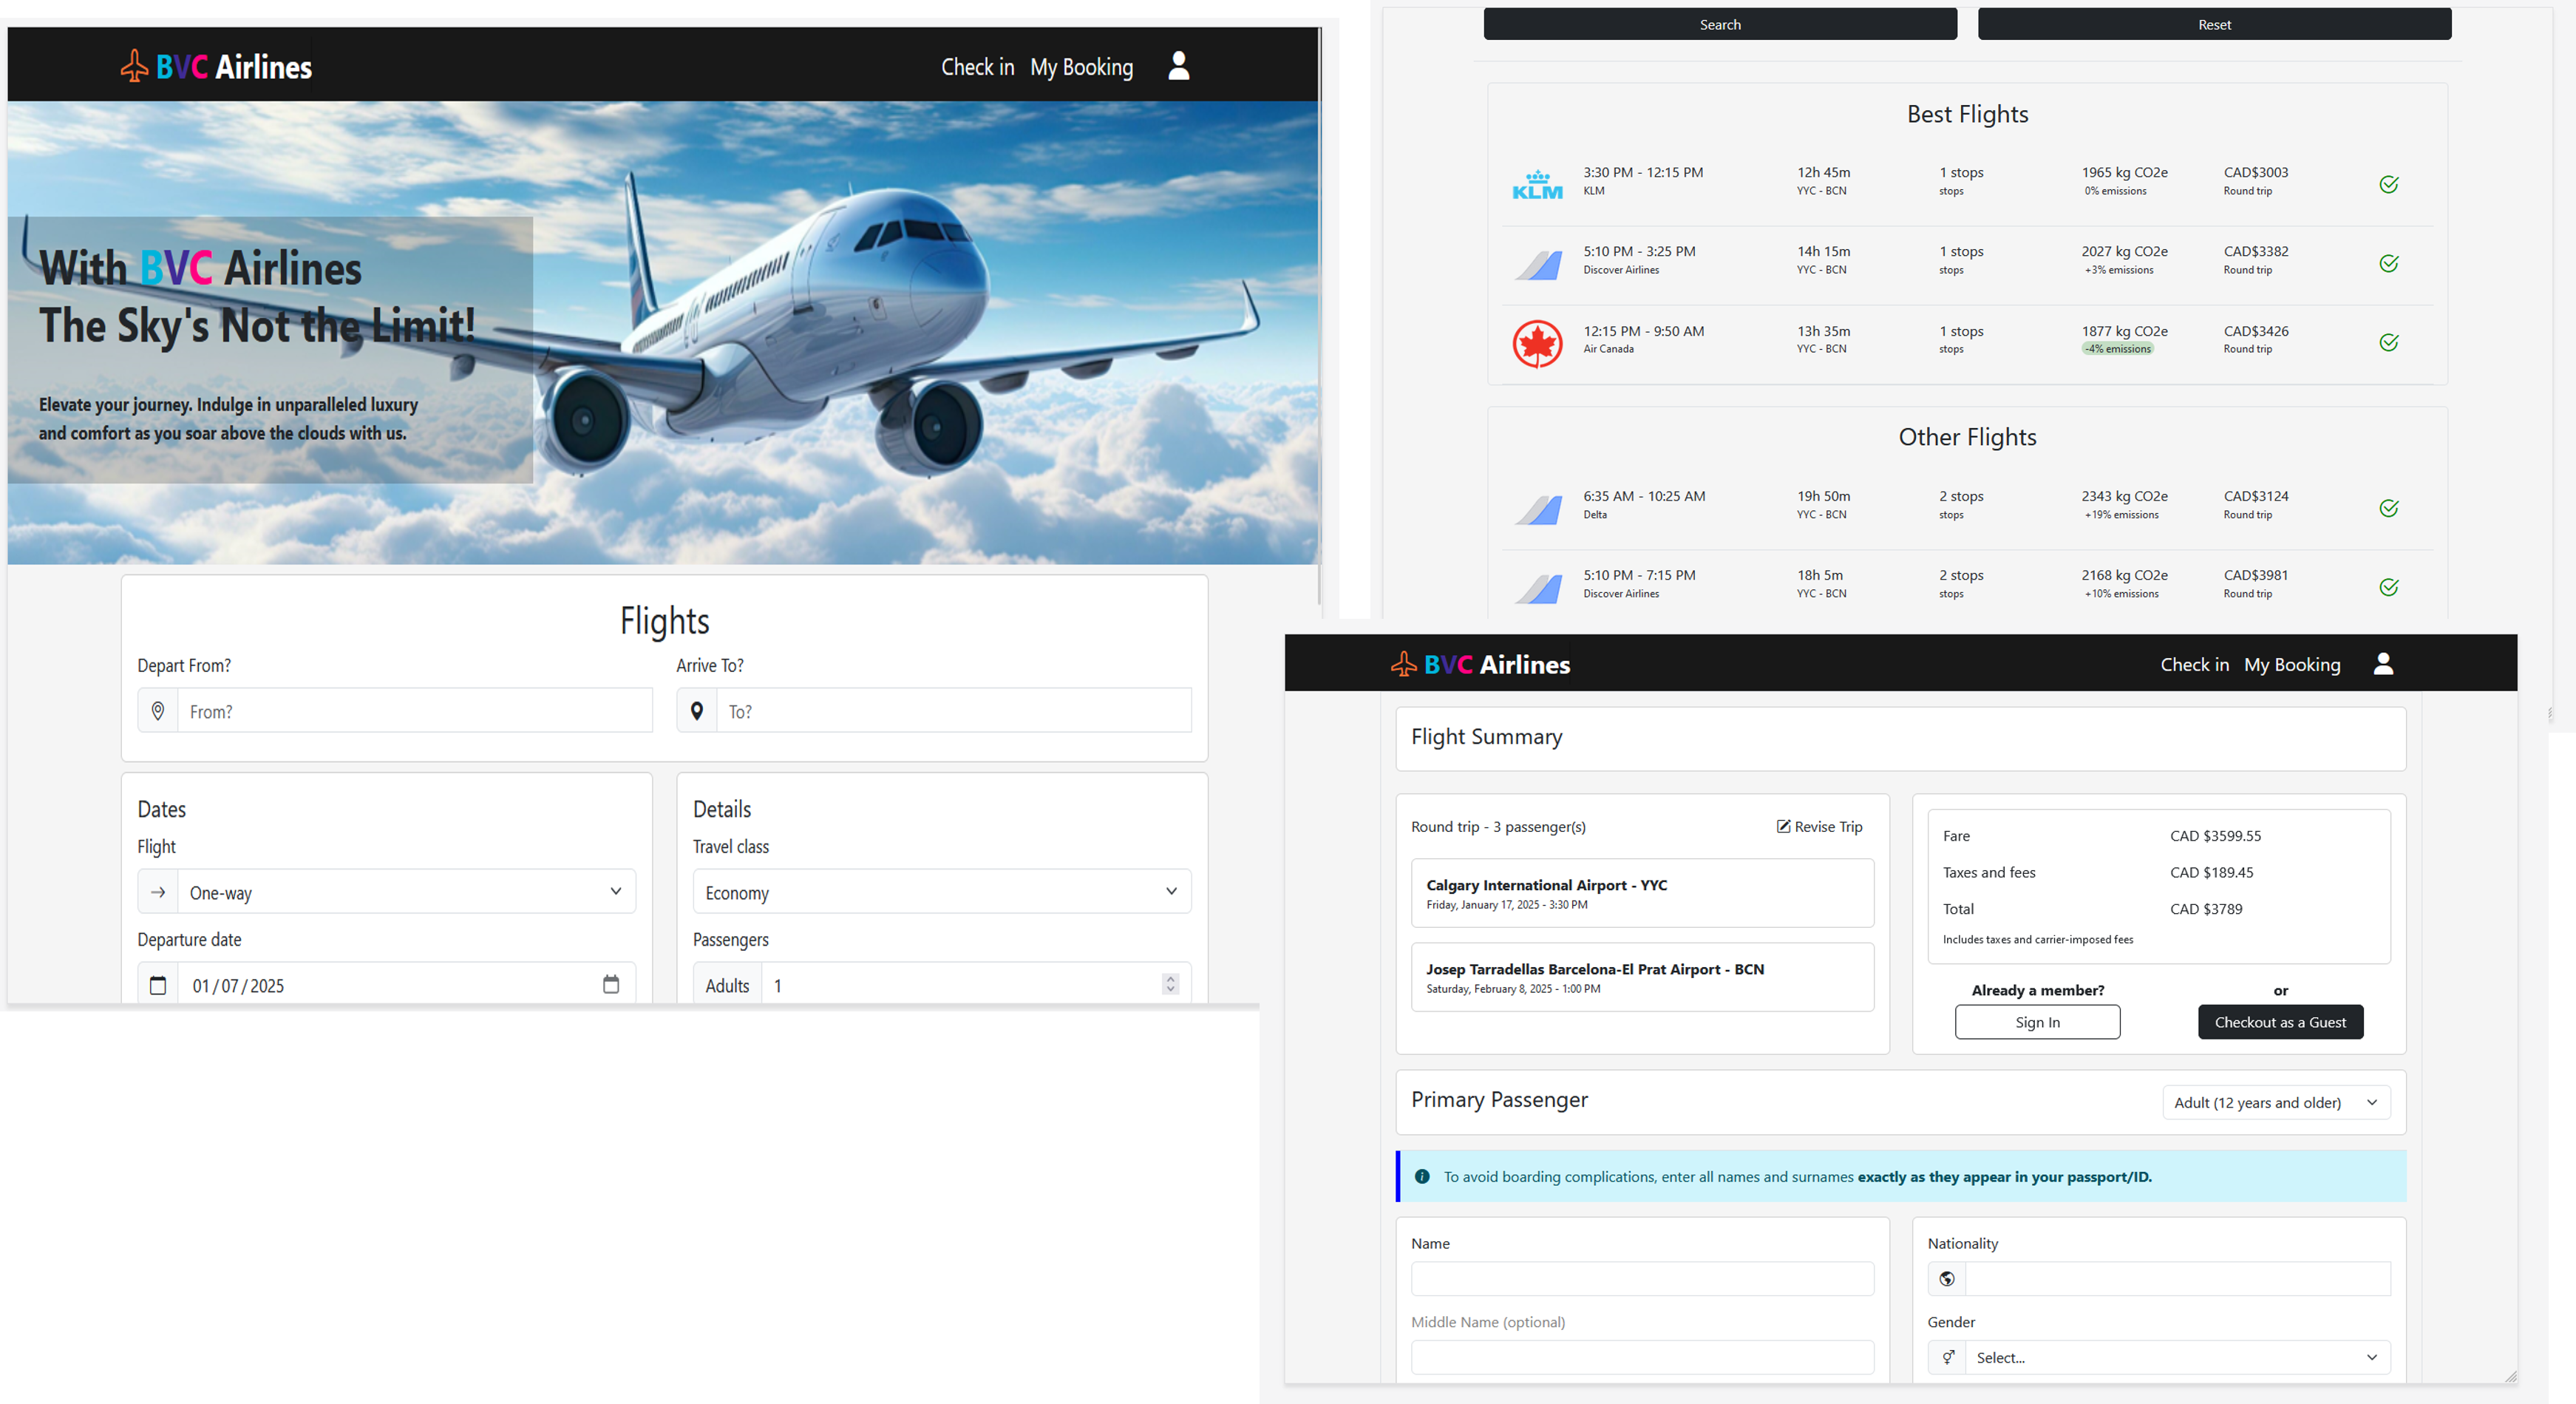 BVC Airlines
Check in My Booking
With BVC Airlines
The Sky's Not the Limit!
Elevate your journey. Indulge in unparalleled luxury
and comfort as you soar above the clouds with us.
Flights
Depart From?
Arrive To?
From?
To?
Dates
Flight
One-way
Departure date
01/07/2025
Details
Travel class
Economy
Passengers
Adults 1
Search
Reset
Best Flights
KLM
3:30 PM - 12:15 PM 12h 45m 1 stops 1965 kg CO2e CAD$3003
KLM YYC - BCN stops 0% emissions Round trip
5:10 PM - 3:25 PM 14h 15m 1 stops 2027 kg CO2e CAD$3382
Discover Airlines YYC - BCN stops +3% emissions Round trip
12:15 PM - 9:50 AM 13h 35m 1 stops 1877 kg CO2e CAD$3426
Air Canada YYC - BCN stops -4% emissions Round trip
Other Flights
6:35 AM - 10:25 AM 19h 50m 2 stops 2343 kg CO2e CAD$3124
Delta YYC - BCN stops +19% emissions Round trip
5:10 PM - 7:15 PM 18h 5m 2 stops 2168 kg CO2e CAD$3981
Discover Airlines YYC - BCN stops +10% emissions Round trip
BVC Airlines
Check in My Booking
Flight Summary
Round trip - 3 passenger(s)
Revise Trip
Calgary International Airport - YYC
Friday, January 17, 2025 - 3:30 PM
Josep Tarradellas Barcelona-El Prat Airport - BCN
Saturday, February 8, 2025 - 1:00 PM
Fare CAD $3599.55
Taxes and fees CAD $189.45
Total CAD $3789
Includes taxes and carrier-imposed fees
Already a member?
or
Sign In
Checkout as a Guest
Primary Passenger
Adult (12 years and older)
To avoid boarding complications, enter all names and surnames exactly as they appear in your passport/ID.
Name
Middle Name (optional)
Nationality
Gender
Select...